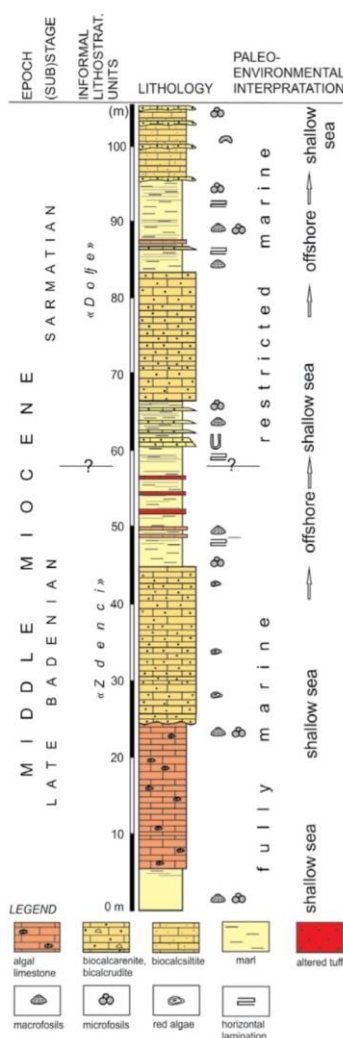 EPOCH
(SUB)STAGE
INFORMAL
LITHOSTRAT.
UNITS
LITHOLOGY
PALEO-
ENVIRONMENTAL
INTERPRATATION
(m)
100
90
80
70
60
50
40
30
20
10
0 m
MIDDLE MIOCENE
SARMATIAN
LATE BADENIAN
«Dolje»
«Zdenci»
?
?
restricted marine
fully marine
shallow sea
offshore
shallow sea
offshore
shallow sea
shallow sea
LEGEND
algal
limestone
biocalcarenite,
bicalcrudite
biocalcsiltite
marl
altered tuff
macrofosils
microfosils
red algae
horizontal
lamination